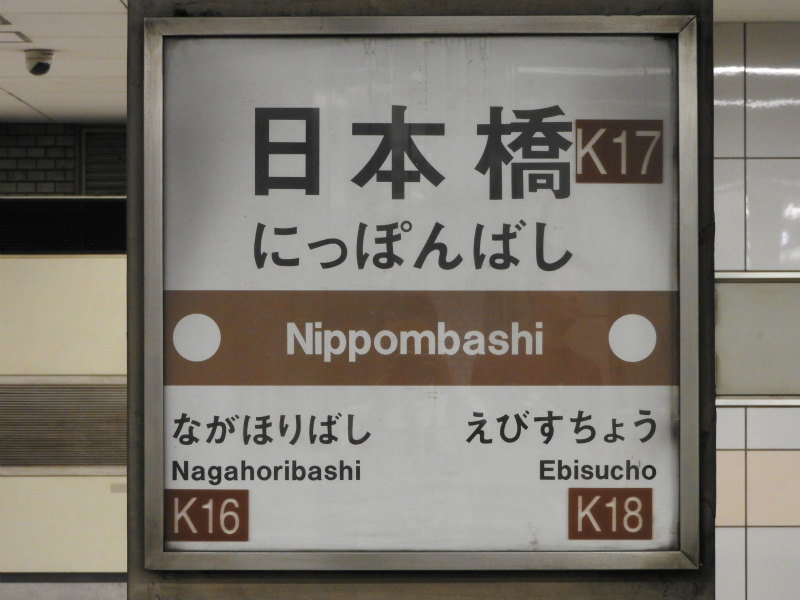 日本橋 K17
にっぽんばし
Nippombashi
ながほりばし えびすちょう
Nagahoribashi Ebisucho
K16 K18